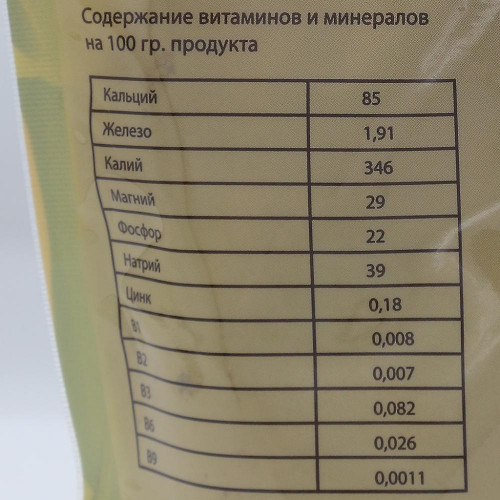 Содержание витаминов и минералов
на 100 гр. продукта
Кальций 85
Железо 1,91
Калий 346
Магний 29
Фосфор 22
Натрий 39
Цинк 0,18
B1 0,008
B2 0,007
B3 0,082
B6 0,026
B9 0,0011